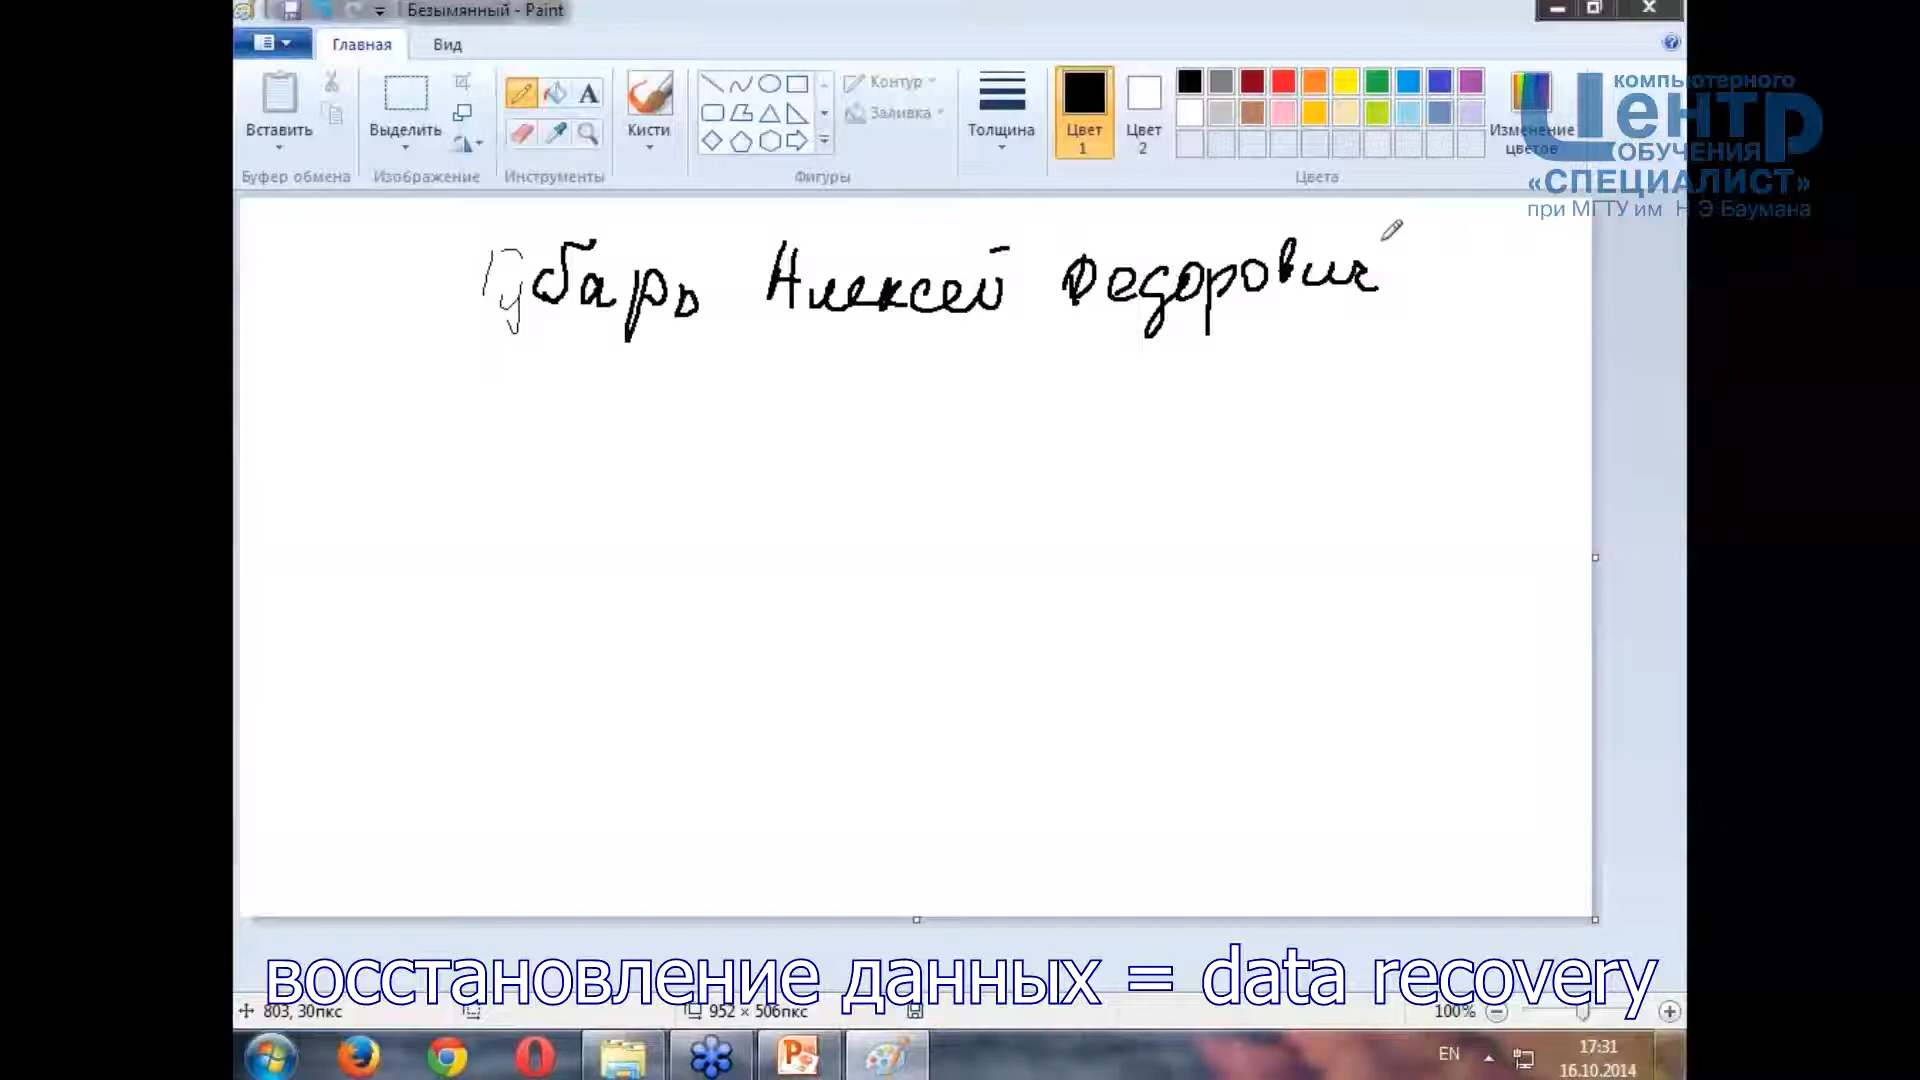 Безымянный - Paint
Главная Вид
Вставить
Буфер обмена
Выделить
Изображение
A
Инструменты
Кисти
Фигуры
Контур
Заливка
Толщина
Цвет
1
Цвет
2
Цвета
Изменение
цветов
компьютерного
Центр
ОБУЧЕНИЯ
«СПЕЦИАЛИСТ»
при МГТУ им Н Э Баумана
Губарь Алексей Федорович
восстановление данных = data recovery
803, 30пкс
952 × 506пкс
100%
EN
17:31
16.10.2014